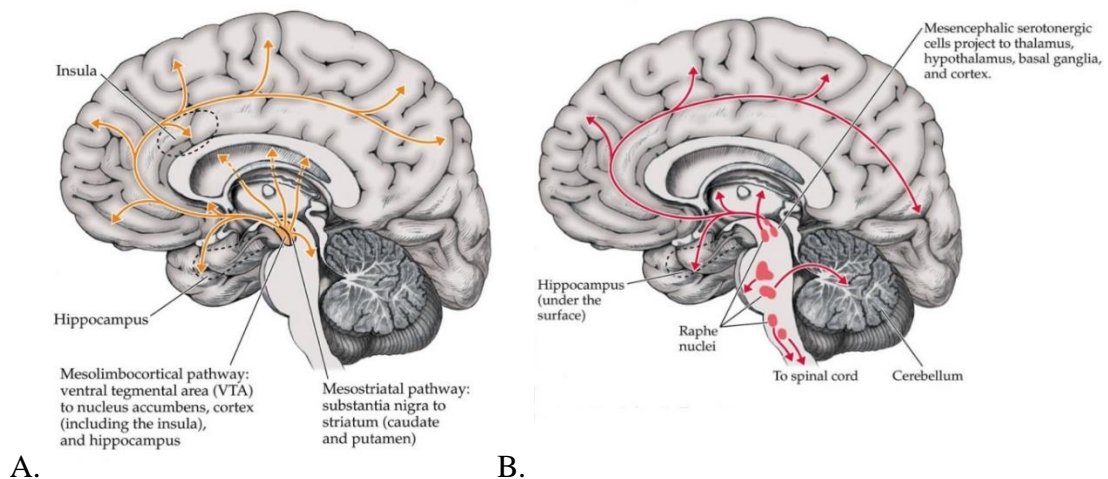 Insula
Hippocampus
Mesolimbocortical pathway:
ventral tegmental area (VTA)
to nucleus accumbens, cortex
(including the insula),
and hippocampus
Mesostriatal pathway:
substantia nigra to
striatum (caudate
and putamen)
A.
Mesencephalic serotonergic
cells project to thalamus,
hypothalamus, basal ganglia,
and cortex.
Hippocampus
(under the
surface)
Raphe
nuclei
To spinal cord
Cerebellum
B.